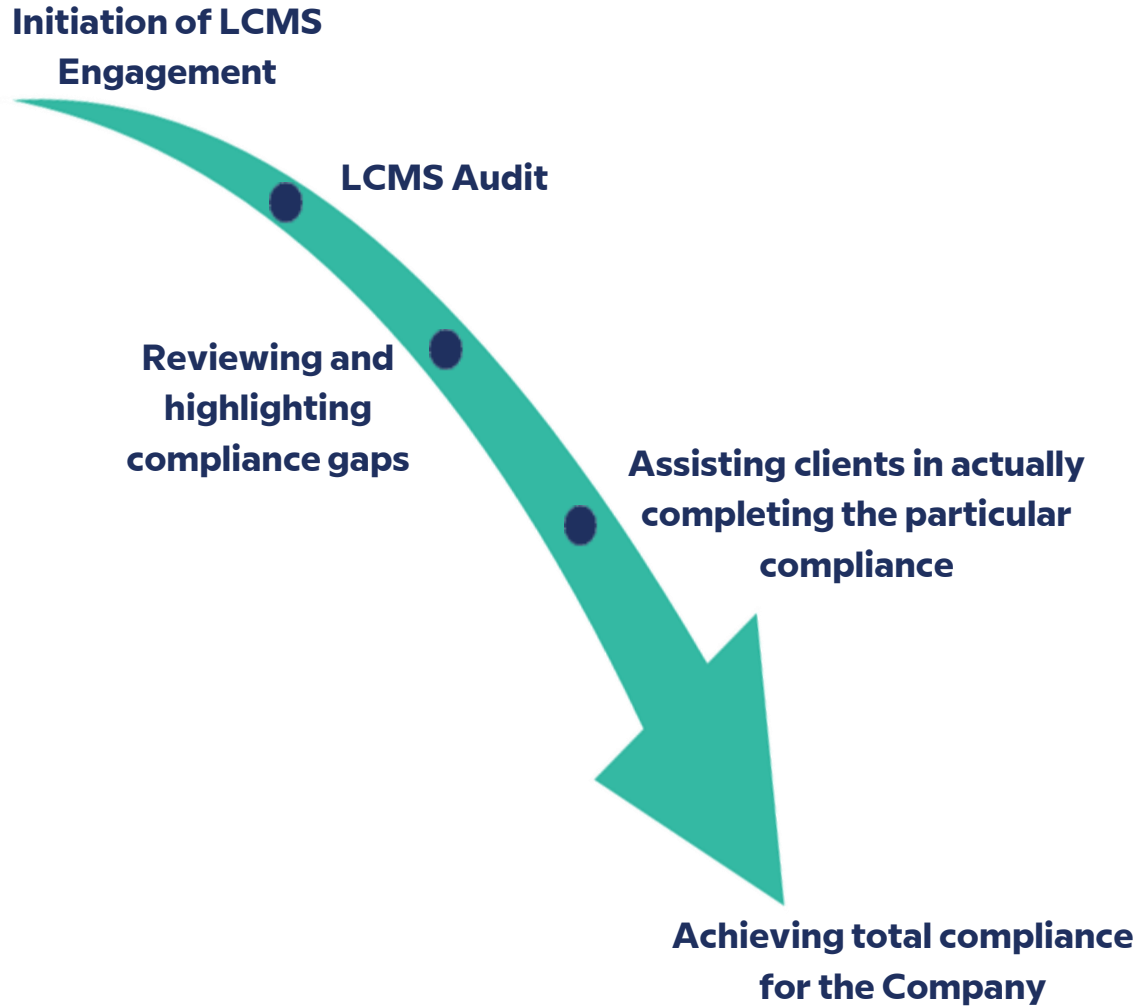 Initiation of LCMS
Engagement
LCMS Audit
Reviewing and
highlighting
compliance gaps
Assisting clients in actually
completing the particular
compliance
Achieving total compliance
for the Company